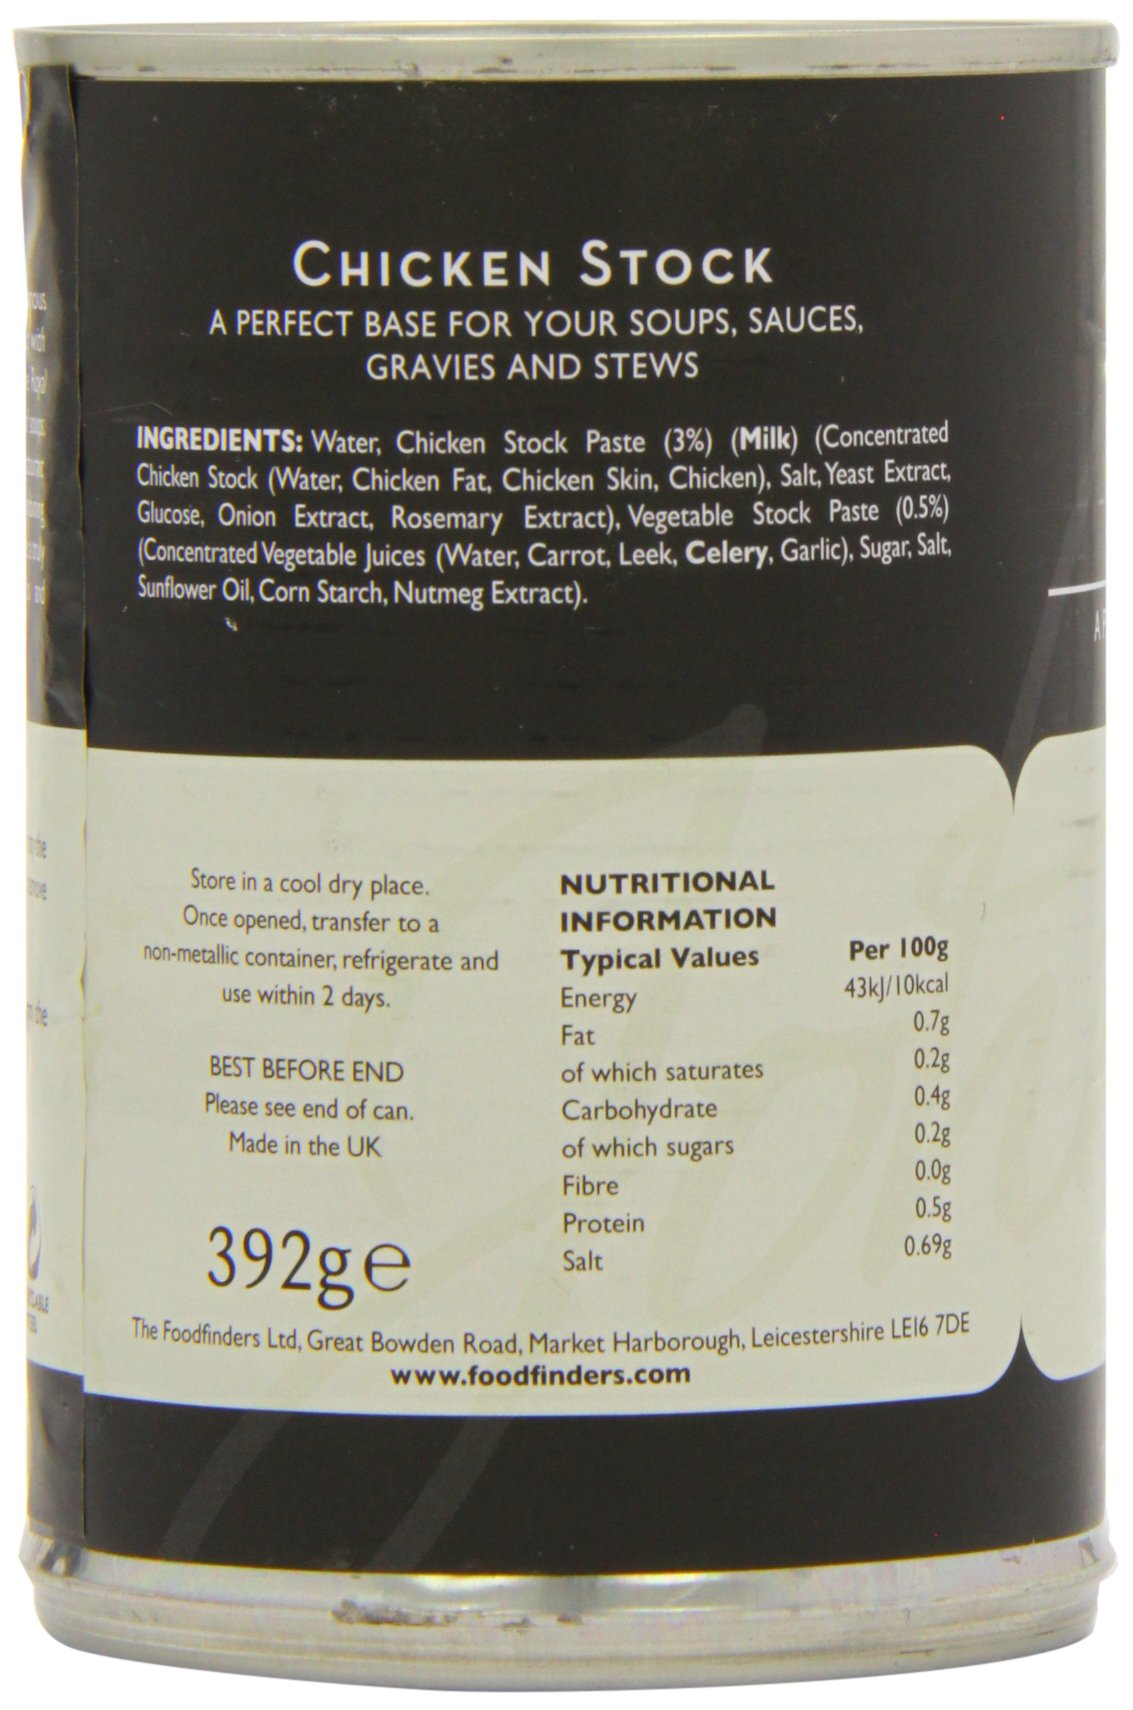 CHICKEN STOCK
A PERFECT BASE FOR YOUR SOUPS, SAUCES,
GRAVIES AND STEWS
INGREDIENTS: Water, Chicken Stock Paste (3%) (Milk) (Concentrated
Chicken Stock (Water, Chicken Fat, Chicken Skin, Chicken), Salt, Yeast Extract,
Glucose, Onion Extract, Rosemary Extract), Vegetable Stock Paste (0.5%)
(Concentrated Vegetable Juices (Water, Carrot, Leek, Celery, Garlic), Sugar, Salt,
Sunflower Oil, Corn Starch, Nutmeg Extract).
Store in a cool dry place.
Once opened, transfer to a
non-metallic container, refrigerate and
use within 2 days.
BEST BEFORE END
Please see end of can.
Made in the UK
392g e
NUTRITIONAL
INFORMATION
Typical Values Per 100g
Energy 43kJ/10kcal
Fat 0.7g
of which saturates 0.2g
Carbohydrate 0.4g
of which sugars 0.2g
Fibre 0.0g
Protein 0.5g
Salt 0.69g
The Foodfinders Ltd, Great Bowden Road, Market Harborough, Leicestershire LE16 7DE
www.foodfinders.com
with
Royal
the
the